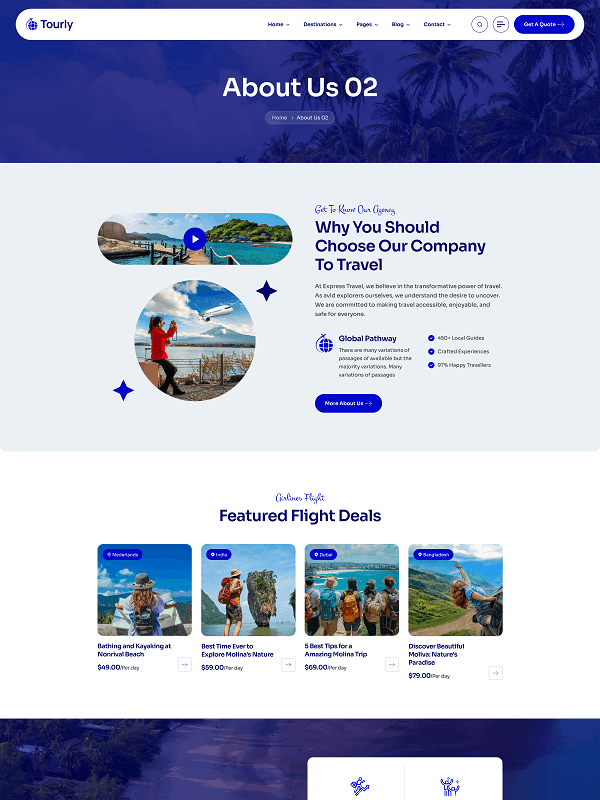 Tourly
Home
Destinations
Pages
Blog
Contact
Get A Quote
About Us 02
Home > About Us 02
Get To Know Our Agency
Why You Should
Choose Our Company
To Travel
At Express Travel, we believe in the transformative power of travel.
As avid explorers ourselves, we understand the desire to uncover.
We are committed to making travel accessible, enjoyable, and
safe for everyone.
Global Pathway
There are many variations of
passages of available but the
majority variations. Many
variations of passages
450+ Local Guides
Crafted Experiences
97% Happy Travellers
More About Us
Airlines Flight
Featured Flight Deals
Nederlands
Bathing and Kayaking at
Nonrival Beach
$49.00/Per day
India
Best Time Ever to
Explore Molina's Nature
$59.00/Per day
Dubai
5 Best Tips for a
Amazing Molina Trip
$69.00/Per day
Bangladesh
Discover Beautiful
Moliva: Nature's
Paradise
$79.00/Per day